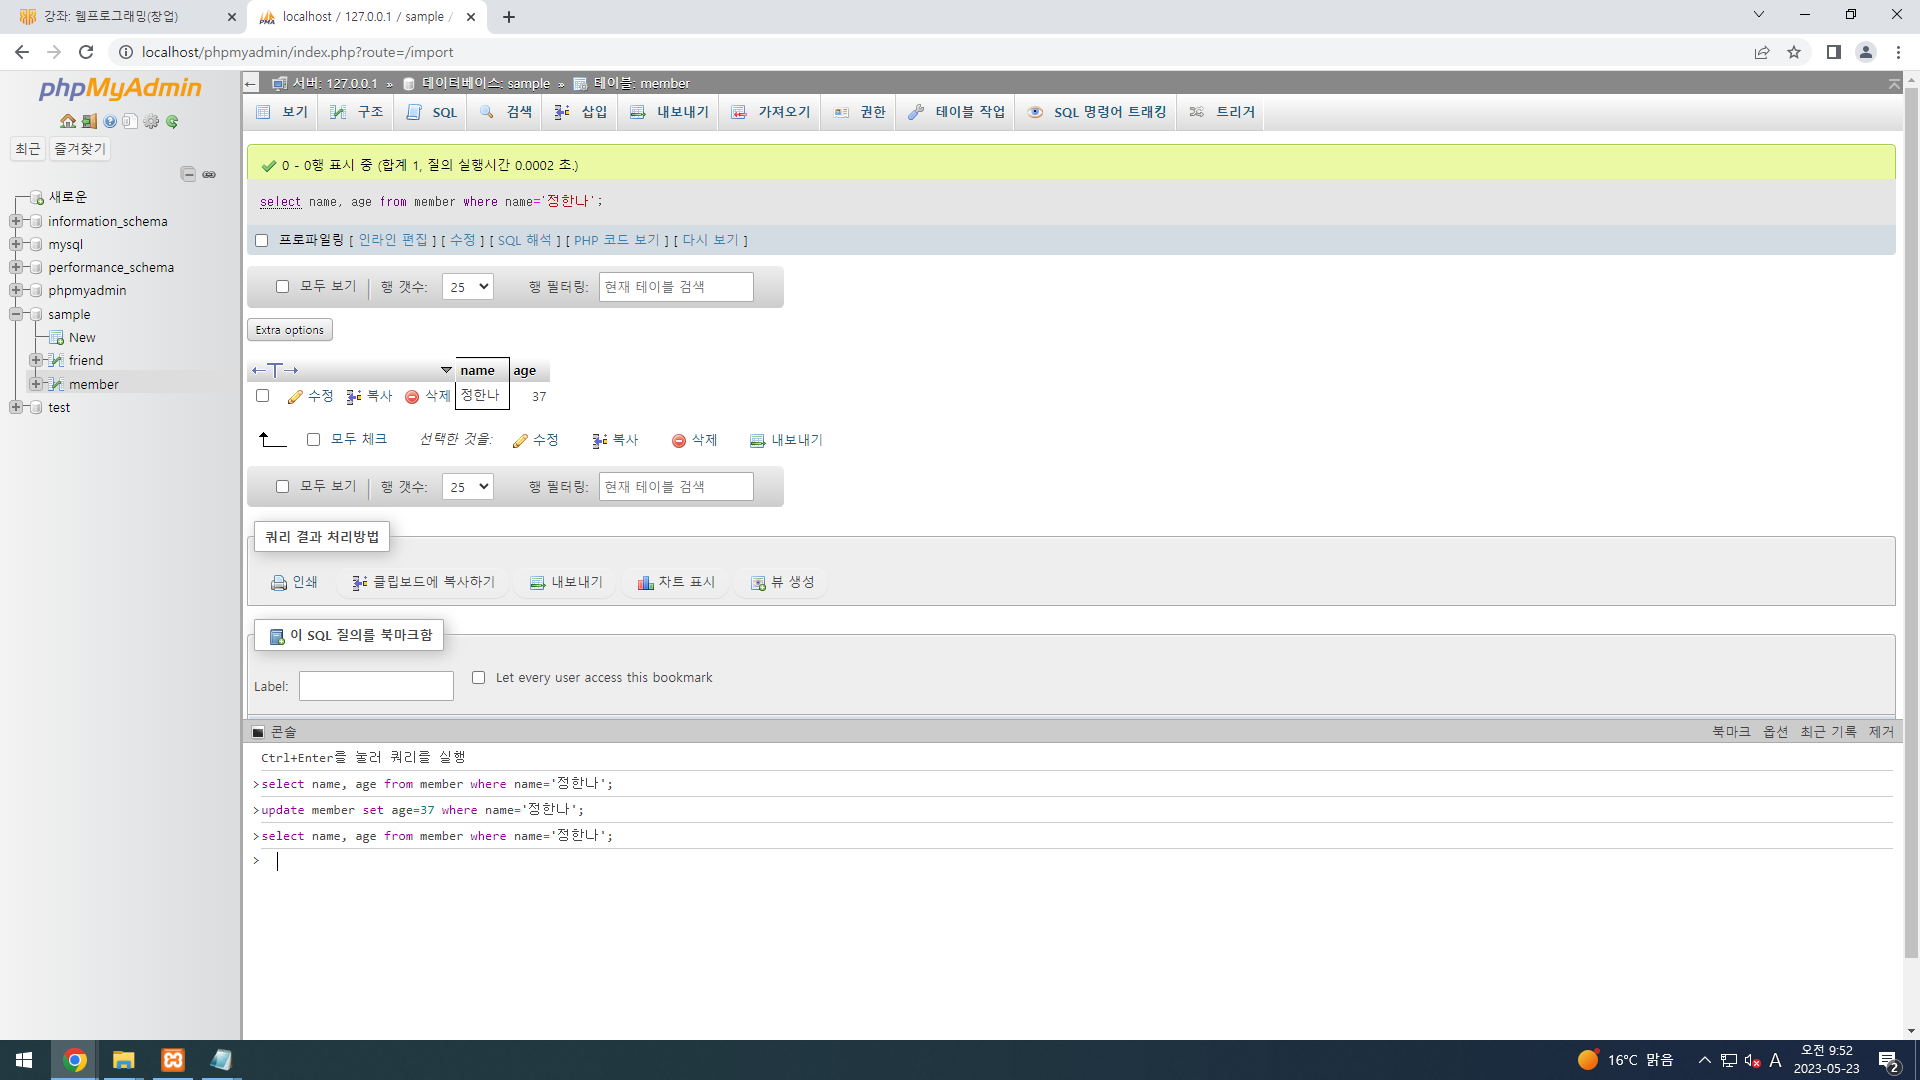 강좌: 웹프로그래밍(창업)
localhost / 127.0.0.1 / sample /
localhost/phpmyadmin/index.php?route=/import
phpMyAdmin
최근 즐겨찾기
새로운
information_schema
mysql
performance_schema
phpmyadmin
sample
New
friend
member
test
서버: 127.0.0.1 » 데이터베이스: sample » 테이블: member
보기 구조 SQL 검색 삽입 내보내기 가져오기 권한 테이블 작업 SQL 명령어 트래킹 트리거
0 - 0행 표시 중 (합계 1, 질의 실행시간 0.0002 초.)
select name, age from member where name='정한나';
프로파일링 [ 인라인 편집 ] [ 수정 ] [ SQL 해석 ] [ PHP 코드 보기 ] [ 다시 보기 ]
모두 보기 행 갯수: 25 행 필터링: 현재 테이블 검색
Extra options
←T→ name age
수정 복사 삭제 정한나 37
모두 체크 선택한 것을: 수정 복사 삭제 내보내기
모두 보기 행 갯수: 25 행 필터링: 현재 테이블 검색
쿼리 결과 처리방법
인쇄 클립보드에 복사하기 내보내기 차트 표시 뷰 생성
이 SQL 질의를 북마크함
Label: Let every user access this bookmark
콘솔 북마크 옵션 최근 기록 제거
Ctrl+Enter를 눌러 쿼리를 실행
>select name, age from member where name='정한나';
>update member set age=37 where name='정한나';
>select name, age from member where name='정한나';
>
16°C 맑음 A 오전 9:52
2023-05-23 2